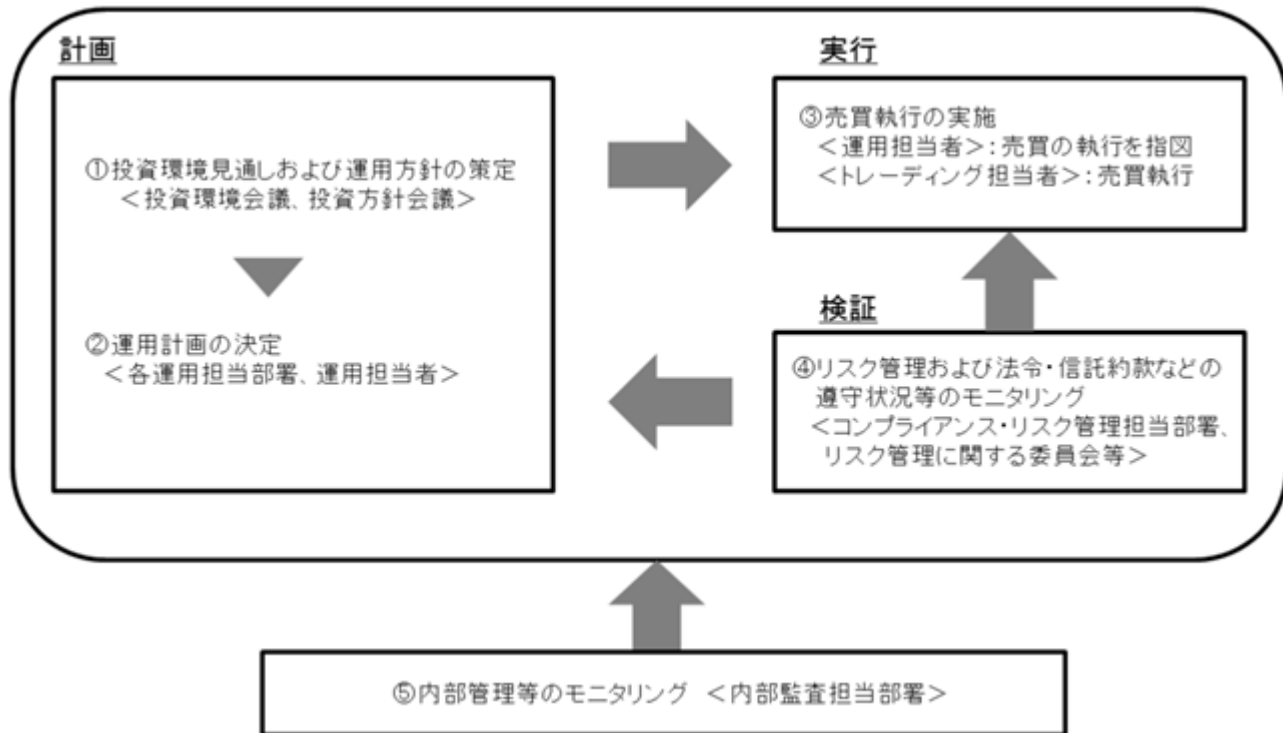 計画
①投資環境見通しおよび運用方針の策定
＜投資環境会議、投資方針会議＞
②運用計画の決定
＜各運用担当部署、運用担当者＞
実行
③売買執行の実施
＜運用担当者＞：売買の執行を指図
＜トレーディング担当者＞：売買執行
検証
④リスク管理および法令・信託約款などの
遵守状況等のモニタリング
＜コンプライアンス・リスク管理担当部署、
リスク管理に関する委員会等＞
⑤内部管理等のモニタリング ＜内部監査担当部署＞